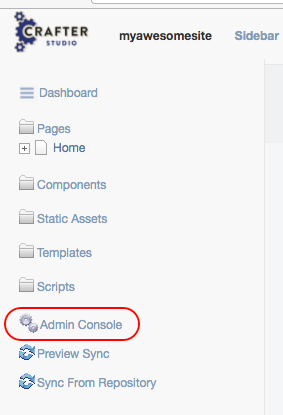 CRAFTER
STUDIO
myawesomesite Sidebar
Dashboard
Pages
Home
Components
Static Assets
Templates
Scripts
Admin Console
Preview Sync
Sync From Repository